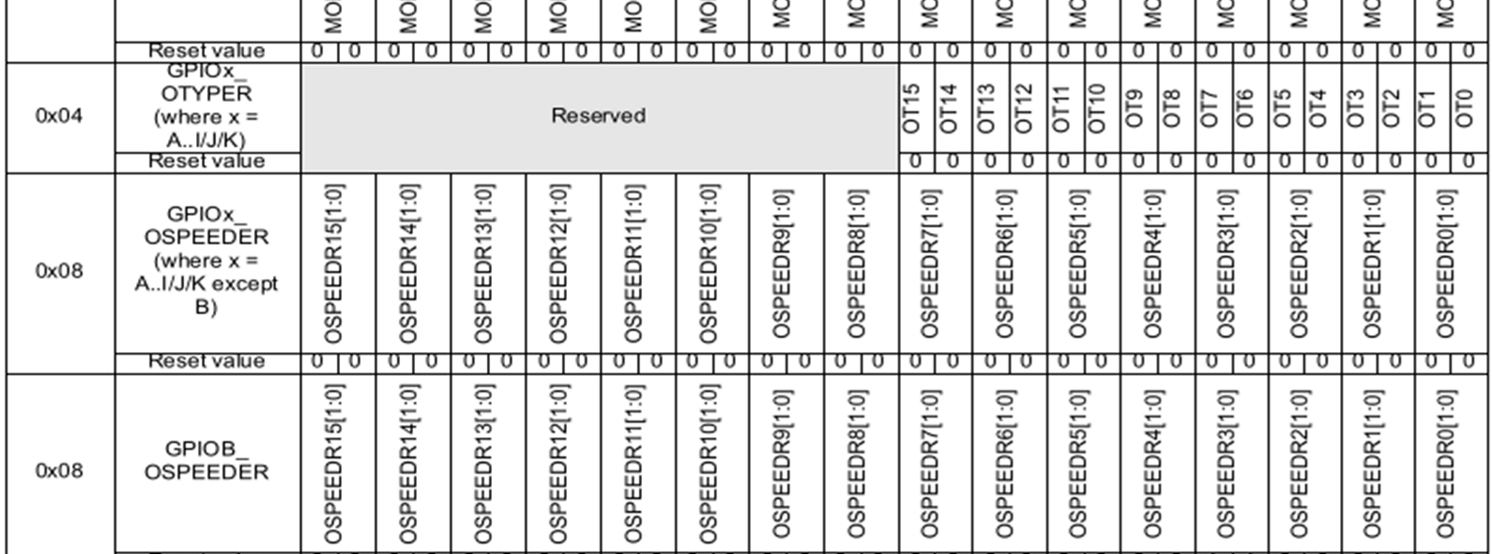 MO MO MO MO MO MO MO MO MO MO MO MO MO MO MO MO
Reset value 0 0 0 0 0 0 0 0 0 0 0 0 0 0 0 0 0 0 0 0 0 0 0 0 0 0 0 0 0 0 0 0
0x04
GPIOx_
OTYPER
(where x =
A..I/J/K)
Reserved
OT15 OT14 OT13 OT12 OT11 OT10 OT9 OT8 OT7 OT6 OT5 OT4 OT3 OT2 OT1 OT0
Reset value 0 0 0 0 0 0 0 0 0 0 0 0 0 0 0 0
0x08
GPIOx_
OSPEEDER
(where x =
A..I/J/K except
B)
OSPEEDR15[1:0] OSPEEDR14[1:0] OSPEEDR13[1:0] OSPEEDR12[1:0] OSPEEDR11[1:0] OSPEEDR10[1:0] OSPEEDR9[1:0] OSPEEDR8[1:0] OSPEEDR7[1:0] OSPEEDR6[1:0] OSPEEDR5[1:0] OSPEEDR4[1:0] OSPEEDR3[1:0] OSPEEDR2[1:0] OSPEEDR1[1:0] OSPEEDR0[1:0]
Reset value 0 0 0 0 0 0 0 0 0 0 0 0 0 0 0 0 0 0 0 0 0 0 0 0 0 0 0 0 0 0 0 0
0x08
GPIOB_
OSPEEDER
OSPEEDR15[1:0] OSPEEDR14[1:0] OSPEEDR13[1:0] OSPEEDR12[1:0] OSPEEDR11[1:0] OSPEEDR10[1:0] OSPEEDR9[1:0] OSPEEDR8[1:0] OSPEEDR7[1:0] OSPEEDR6[1:0] OSPEEDR5[1:0] OSPEEDR4[1:0] OSPEEDR3[1:0] OSPEEDR2[1:0] OSPEEDR1[1:0] OSPEEDR0[1:0]